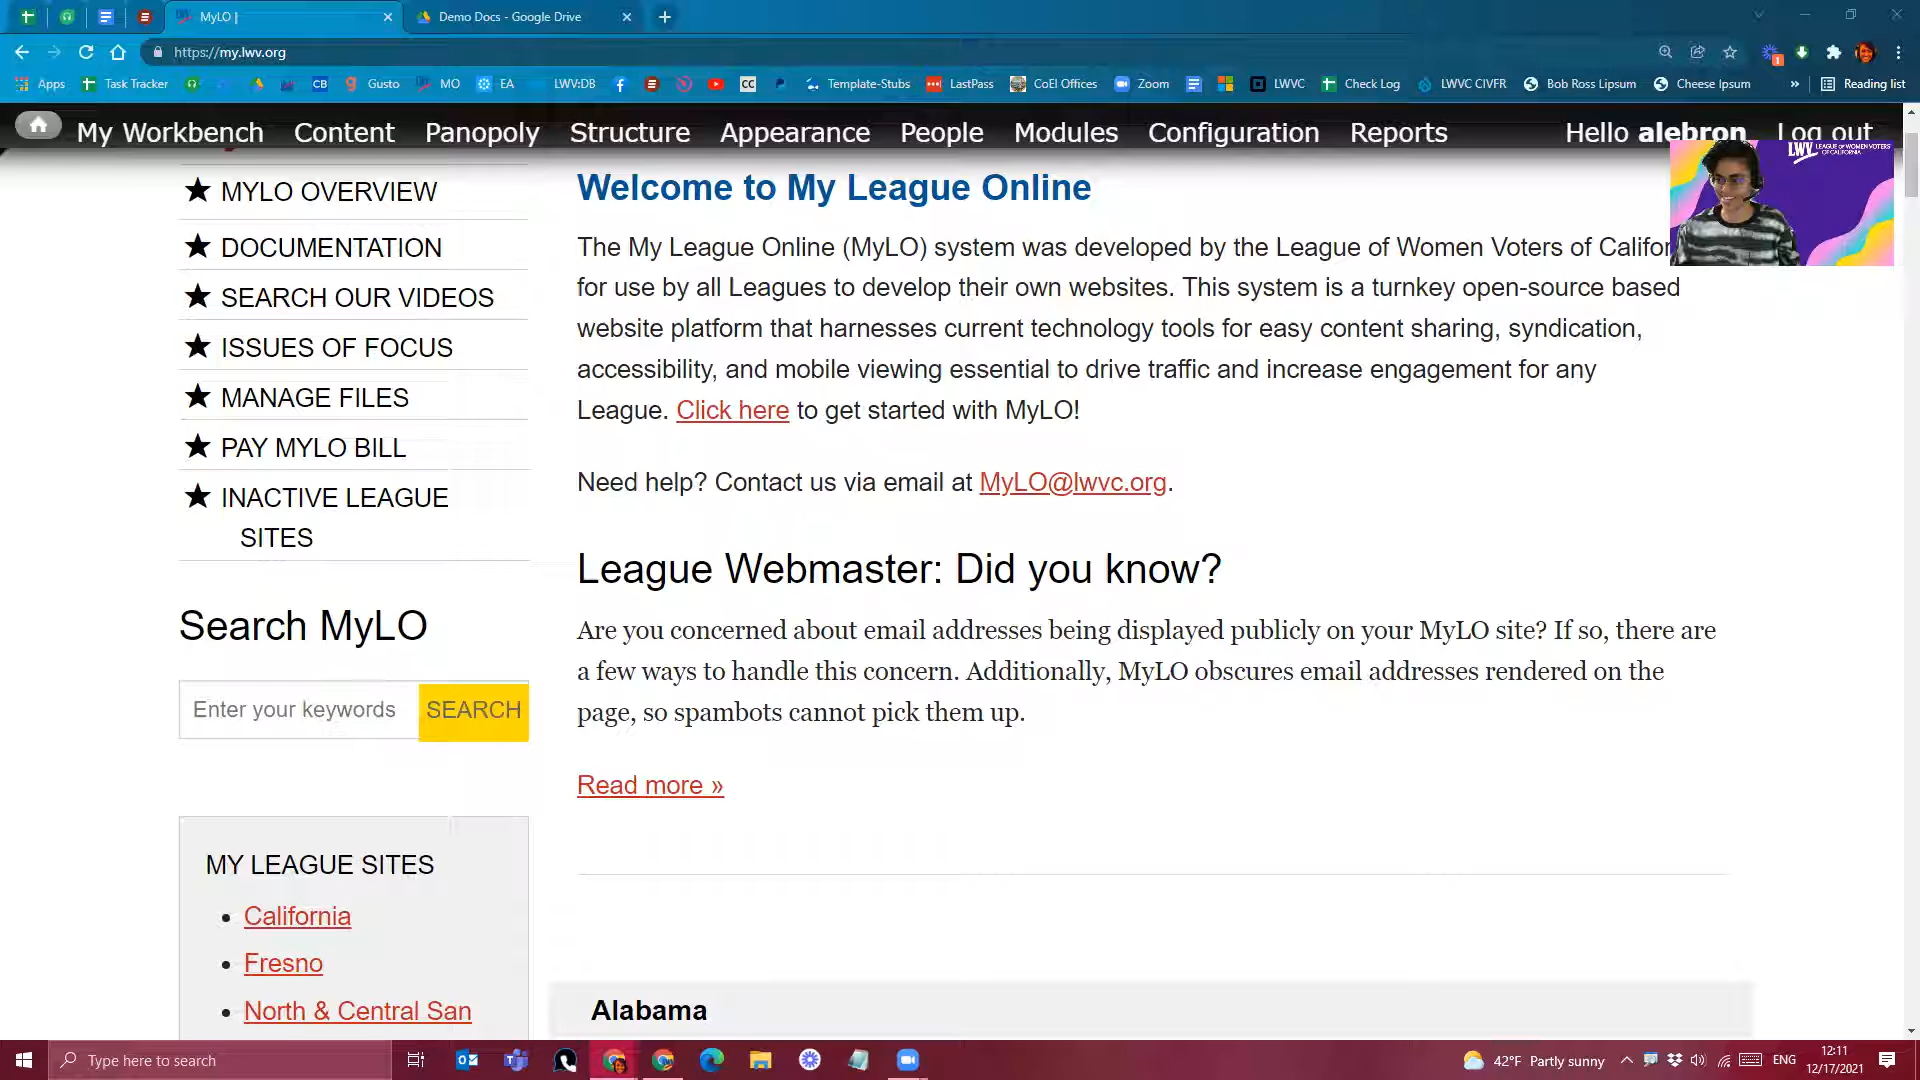 MyLO |
Demo Docs - Google Drive
https://my.lwv.org
Apps
Task Tracker
CB
Gusto
MO
EA
LWV:DB
CC
Template-Stubs
LastPass
CoEl Offices
Zoom
LWVC
Check Log
LWVC CIVFR
Bob Ross Lipsum
Cheese Ipsum
»
Reading list
My Workbench
Content
Panopoly
Structure
Appearance
People
Modules
Configuration
Reports
Hello alebron
Log out
LWV LEAGUE OF WOMEN VOTERS
OF CALIFORNIA
MYLO OVERVIEW
DOCUMENTATION
SEARCH OUR VIDEOS
ISSUES OF FOCUS
MANAGE FILES
PAY MYLO BILL
INACTIVE LEAGUE
SITES
Search MyLO
Enter your keywords
SEARCH
MY LEAGUE SITES
• California
• Fresno
• North & Central San
Welcome to My League Online
The My League Online (MyLO) system was developed by the League of Women Voters of Califor
for use by all Leagues to develop their own websites. This system is a turnkey open-source based
website platform that harnesses current technology tools for easy content sharing, syndication,
accessibility, and mobile viewing essential to drive traffic and increase engagement for any
League. Click here to get started with MyLO!
Need help? Contact us via email at MyLO@lwvc.org.
League Webmaster: Did you know?
Are you concerned about email addresses being displayed publicly on your MyLO site? If so, there are
a few ways to handle this concern. Additionally, MyLO obscures email addresses rendered on the
page, so spambots cannot pick them up.
Read more »
Alabama
Type here to search
42°F Partly sunny
ENG
12:11
12/17/2021